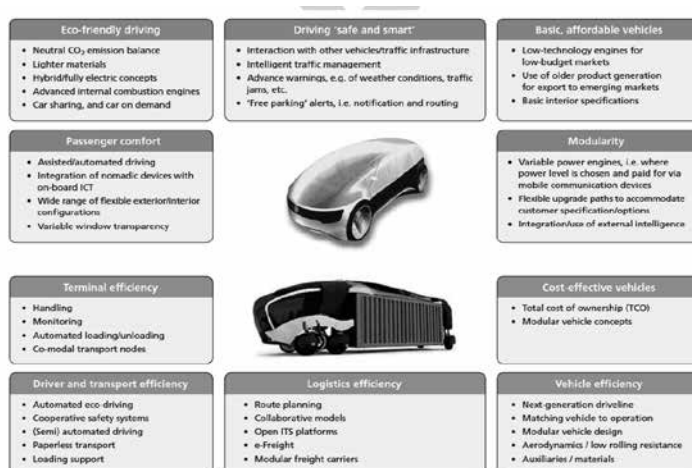 Eco-friendly driving
• Neutral CO₂ emission balance
• Lighter materials
• Hybrid/fully electric concepts
• Advanced internal combustion engines
• Car sharing, and car on demand
Driving 'safe and smart'
• Interaction with other vehicles/traffic infrastructure
• Intelligent traffic management
• Advance warnings, e.g. of weather conditions, traffic
jams, etc.
• 'Free parking' alerts, i.e. notification and routing
Basic, affordable vehicles
• Low-technology engines for
low-budget markets
• Use of older product generation
for export to emerging markets
• Basic interior specifications
Passenger comfort
• Assisted/automated driving
• Integration of nomadic devices with
on-board ICT
• Wide range of flexible exterior/interior
configurations
• Variable window transparency
Modularity
• Variable power engines, i.e. where
power level is chosen and paid for via
mobile communication devices
• Flexible upgrade paths to accommodate
customer specification/options
• Integration/use of external intelligence
Terminal efficiency
• Handling
• Monitoring
• Automated loading/unloading
• Co-modal transport nodes
Cost-effective vehicles
• Total cost of ownership (TCO)
• Modular vehicle concepts
Driver and transport efficiency
• Automated eco-driving
• Cooperative safety systems
• (Semi) automated driving
• Paperless transport
• Loading support
Logistics efficiency
• Route planning
• Collaborative models
• Open ITS platforms
• e-Freight
• Modular freight carriers
Vehicle efficiency
• Next-generation driveline
• Matching vehicle to operation
• Modular vehicle design
• Aerodynamics / low rolling resistance
• Auxiliaries / materials